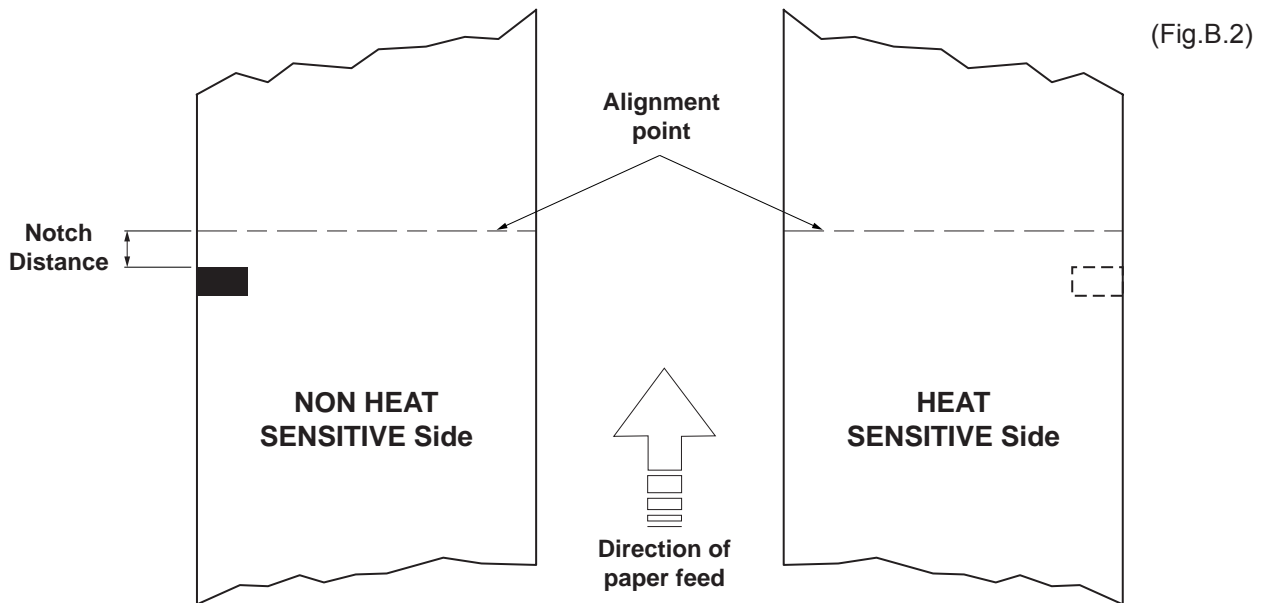 (Fig.B.2)
Alignment
point
Notch
Distance
NON HEAT
SENSITIVE Side
HEAT
SENSITIVE Side
Direction of
paper feed